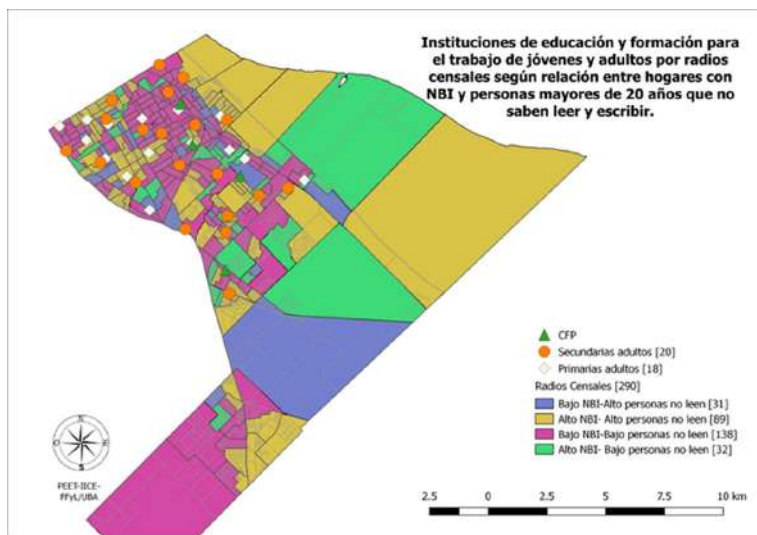 Instituciones de educación y formación para
el trabajo de jóvenes y adultos por radios
censales según relación entre hogares con
NBI y personas mayores de 20 años que no
saben leer y escribir.
CFP
Secundarias adultos [20]
Primarias adultos [18]
Radios Censales [290]
Bajo NBI-Alto personas no leen [31]
Alto NBI- Alto personas no leen [89]
Bajo NBI-Bajo personas no leen [138]
Alto NBI- Bajo personas no leen [32]
N
O E
S
PEET-IICE-
FFyL/UBA
2.5 0 2.5 5 7.5 10 km